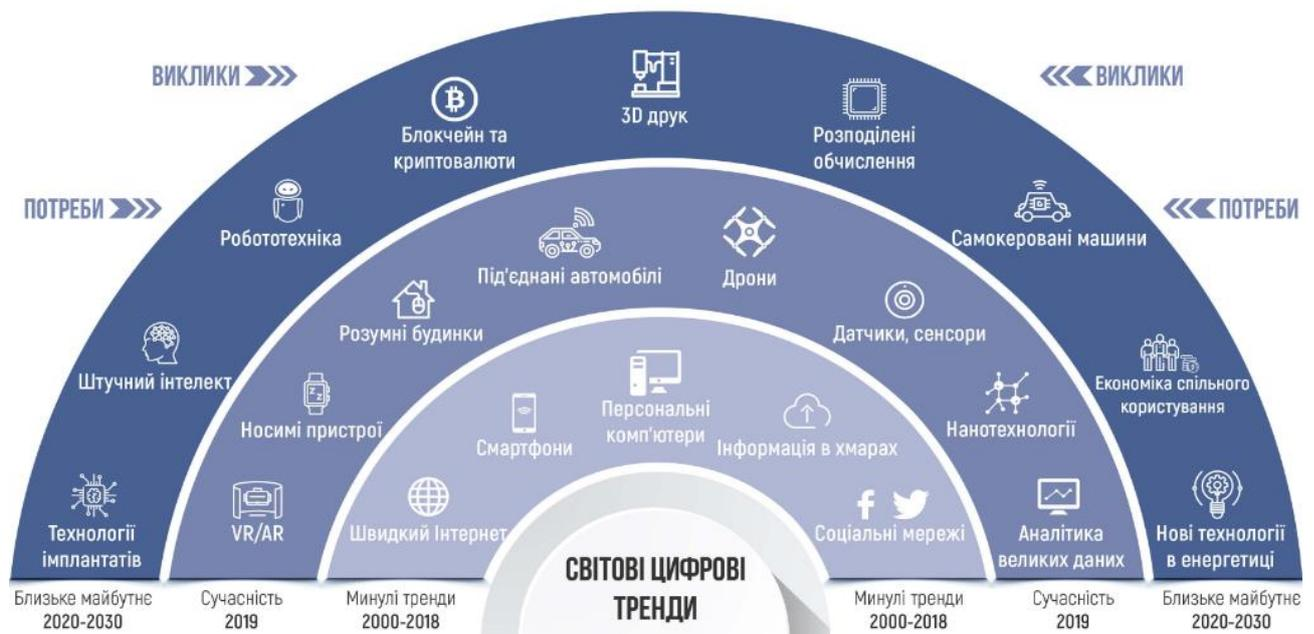 ВИКЛИКИ
ВИКЛИКИ
3D друк
Блокчейн та
криптовалюти
Розподілені
обчислення
ПОТРЕБИ
ПОТРЕБИ
Робототехніка
Самокеровані машини
Під'єднані автомобілі
Дрони
Розумні будинки
Датчики, сенсори
Штучний інтелект
Економіка спільного
користування
Носимі пристрої
Нанотехнології
Смартфони
Персональні
комп'ютери
Інформація в хмарах
Технології
імплантатів
VR/AR
Швидкий Інтернет
Соціальні мережі
Аналітика
великих даних
Нові технології
в енергетиці
СВІТОВІ ЦИФРОВІ
ТРЕНДИ
Близьке майбутнє
2020-2030
Сучасність
2019
Минулі тренди
2000-2018
Минулі тренди
2000-2018
Сучасність
2019
Близьке майбутнє
2020-2030